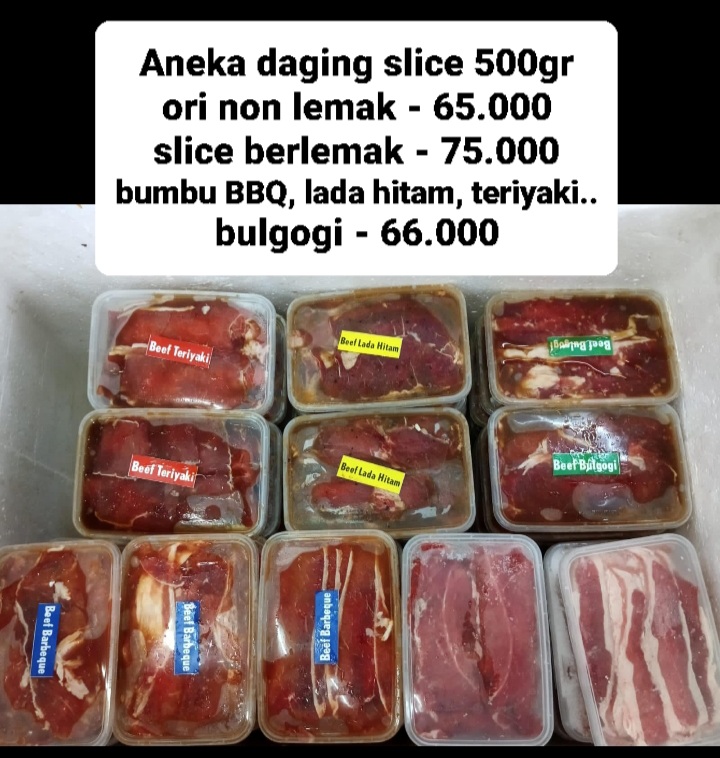 Aneka daging slice 500gr
ori non lemak - 65.000
slice berlemak - 75.000
bumbu BBQ, lada hitam, teriyaki..
bulgogi - 66.000
Beef Teriyaki
Beef Lada Hitam
Beef Bulgogi
Beef Teriyaki
Beef Lada Hitam
Beef Bulgogi
Beef Barbeque
Beef Barbeque
Beef Barbeque